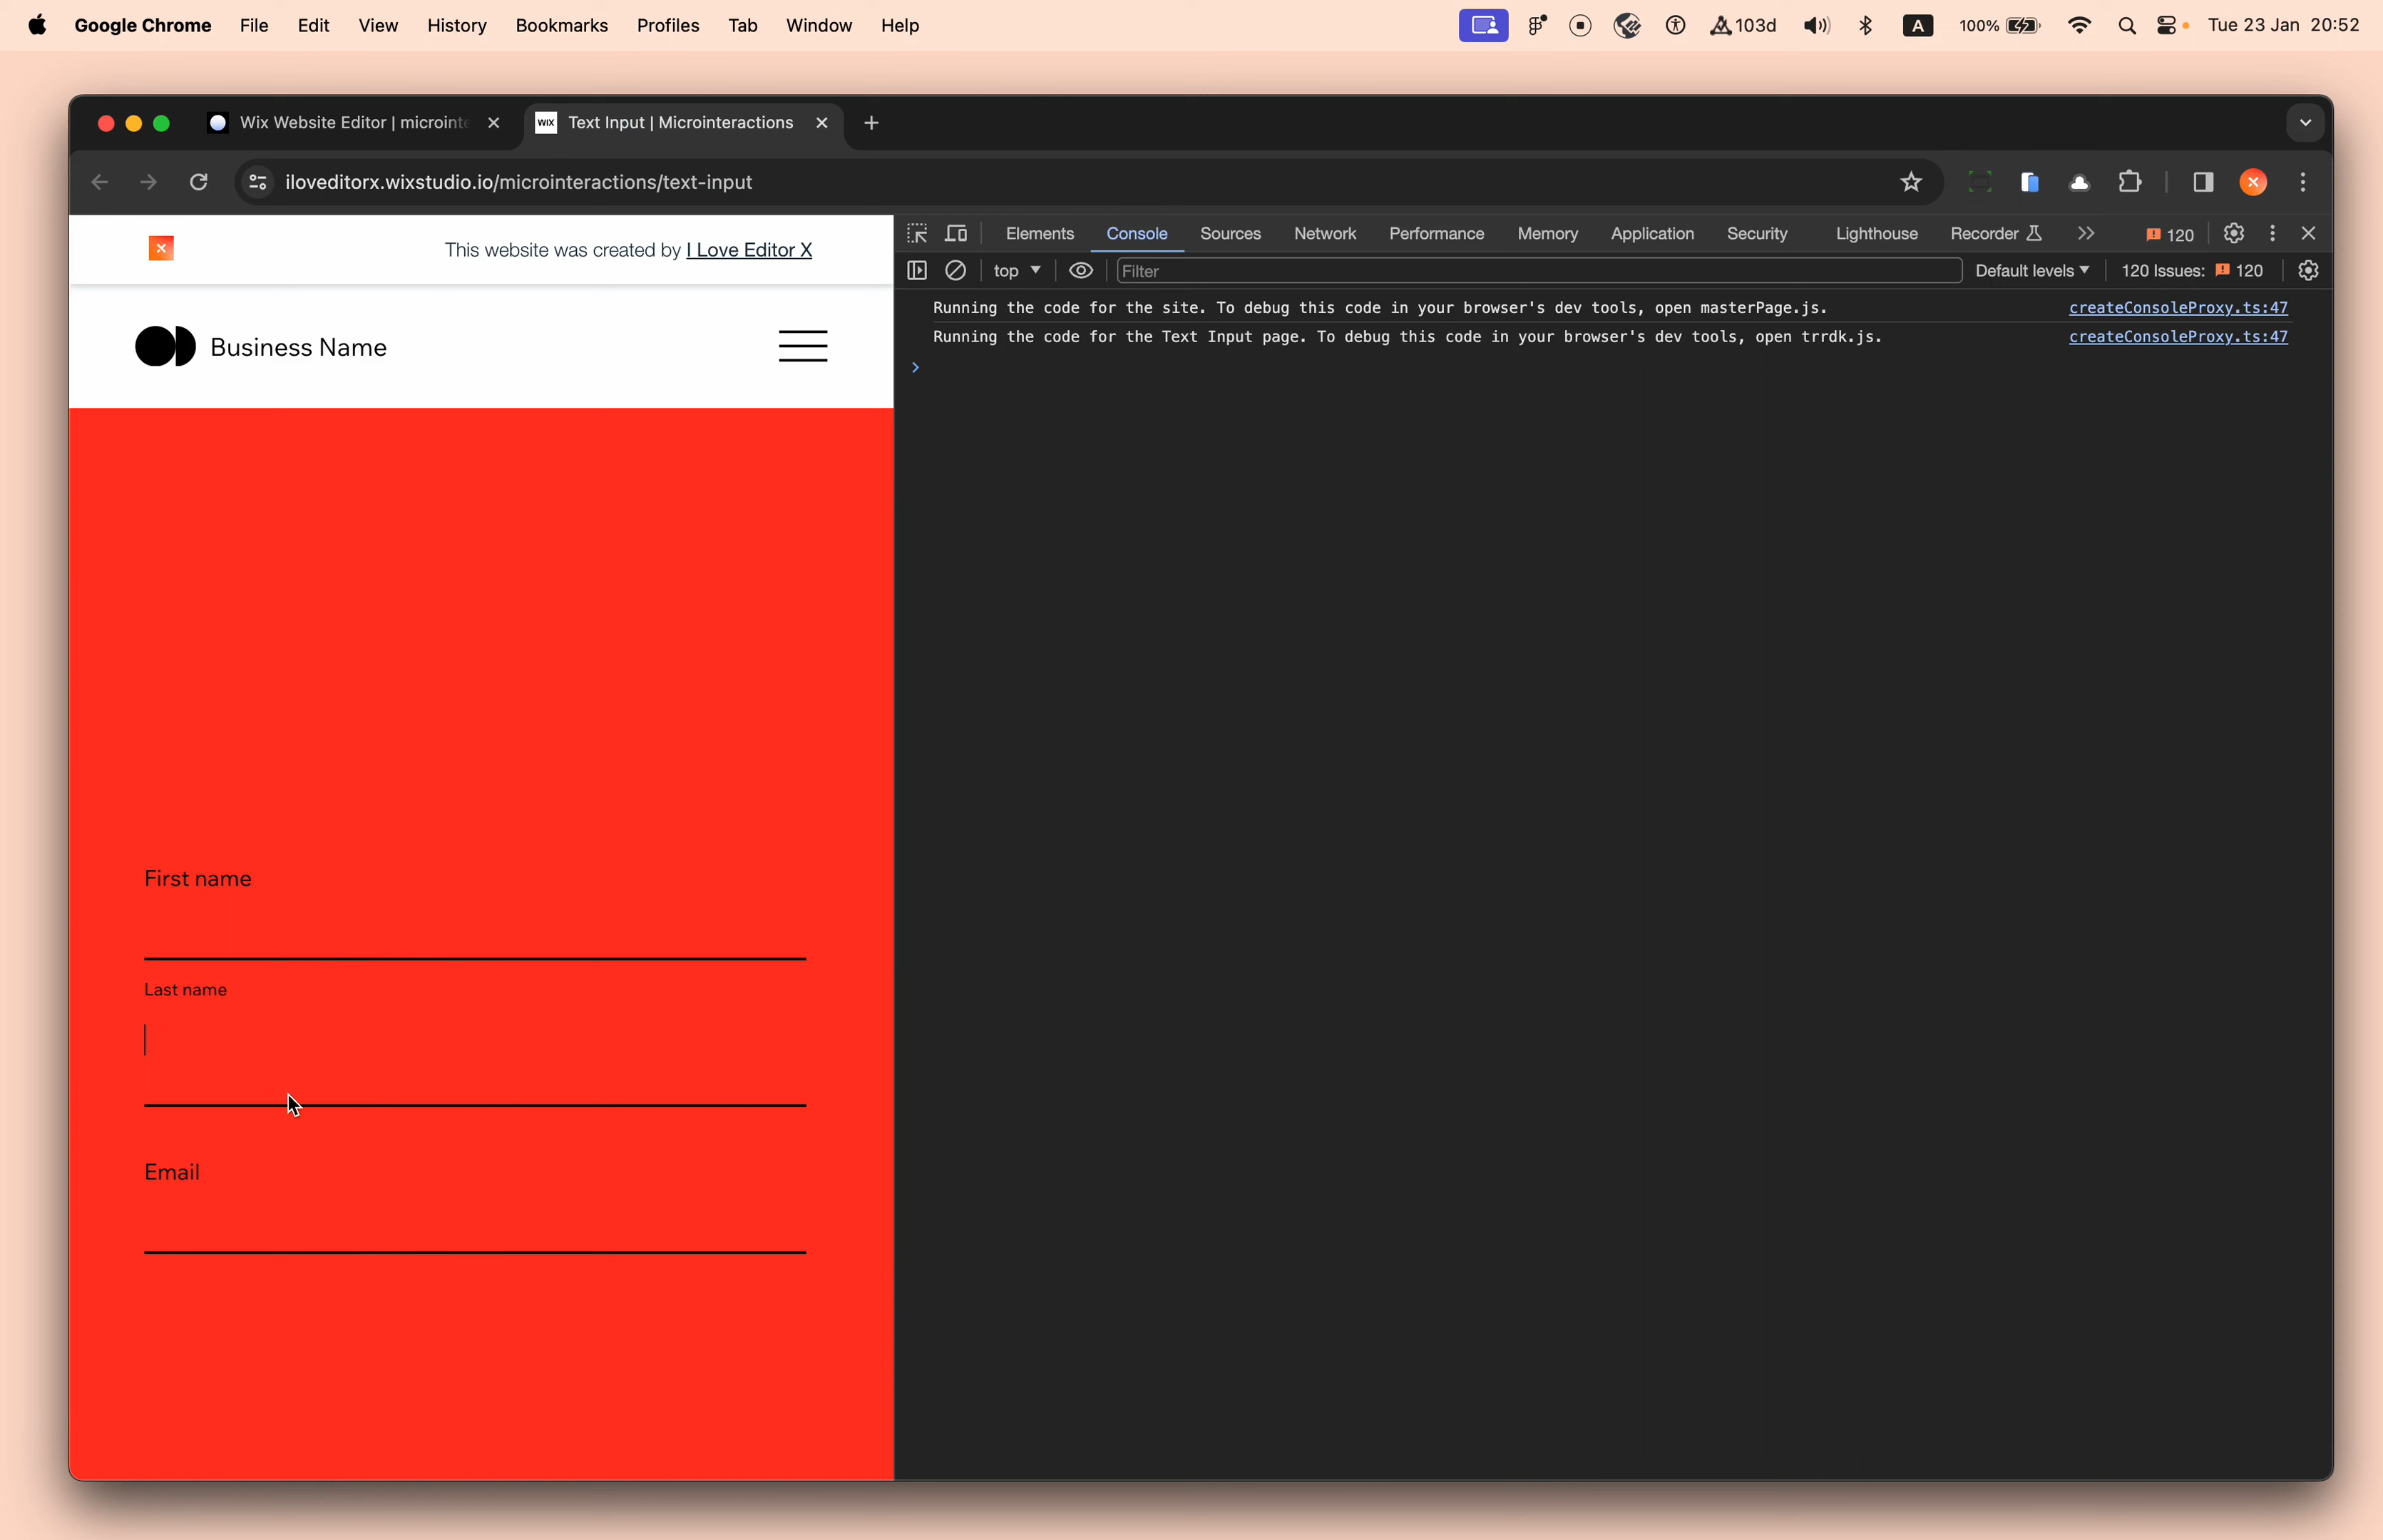 Google Chrome File Edit View History Bookmarks Profiles Tab Window Help 103d A 100% Tue 23 Jan 20:52
Wix Website Editor | microinte
WIX Text Input | Microinteractions
iloveditorx.wixstudio.io/microinteractions/text-input
This website was created by I Love Editor X
Business Name
First name
Last name
Email
Elements Console Sources Network Performance Memory Application Security Lighthouse Recorder 120
top Filter Default levels 120 Issues: 120
Running the code for the site. To debug this code in your browser's dev tools, open masterPage.js. createConsoleProxy.ts:47
Running the code for the Text Input page. To debug this code in your browser's dev tools, open trrdk.js. createConsoleProxy.ts:47